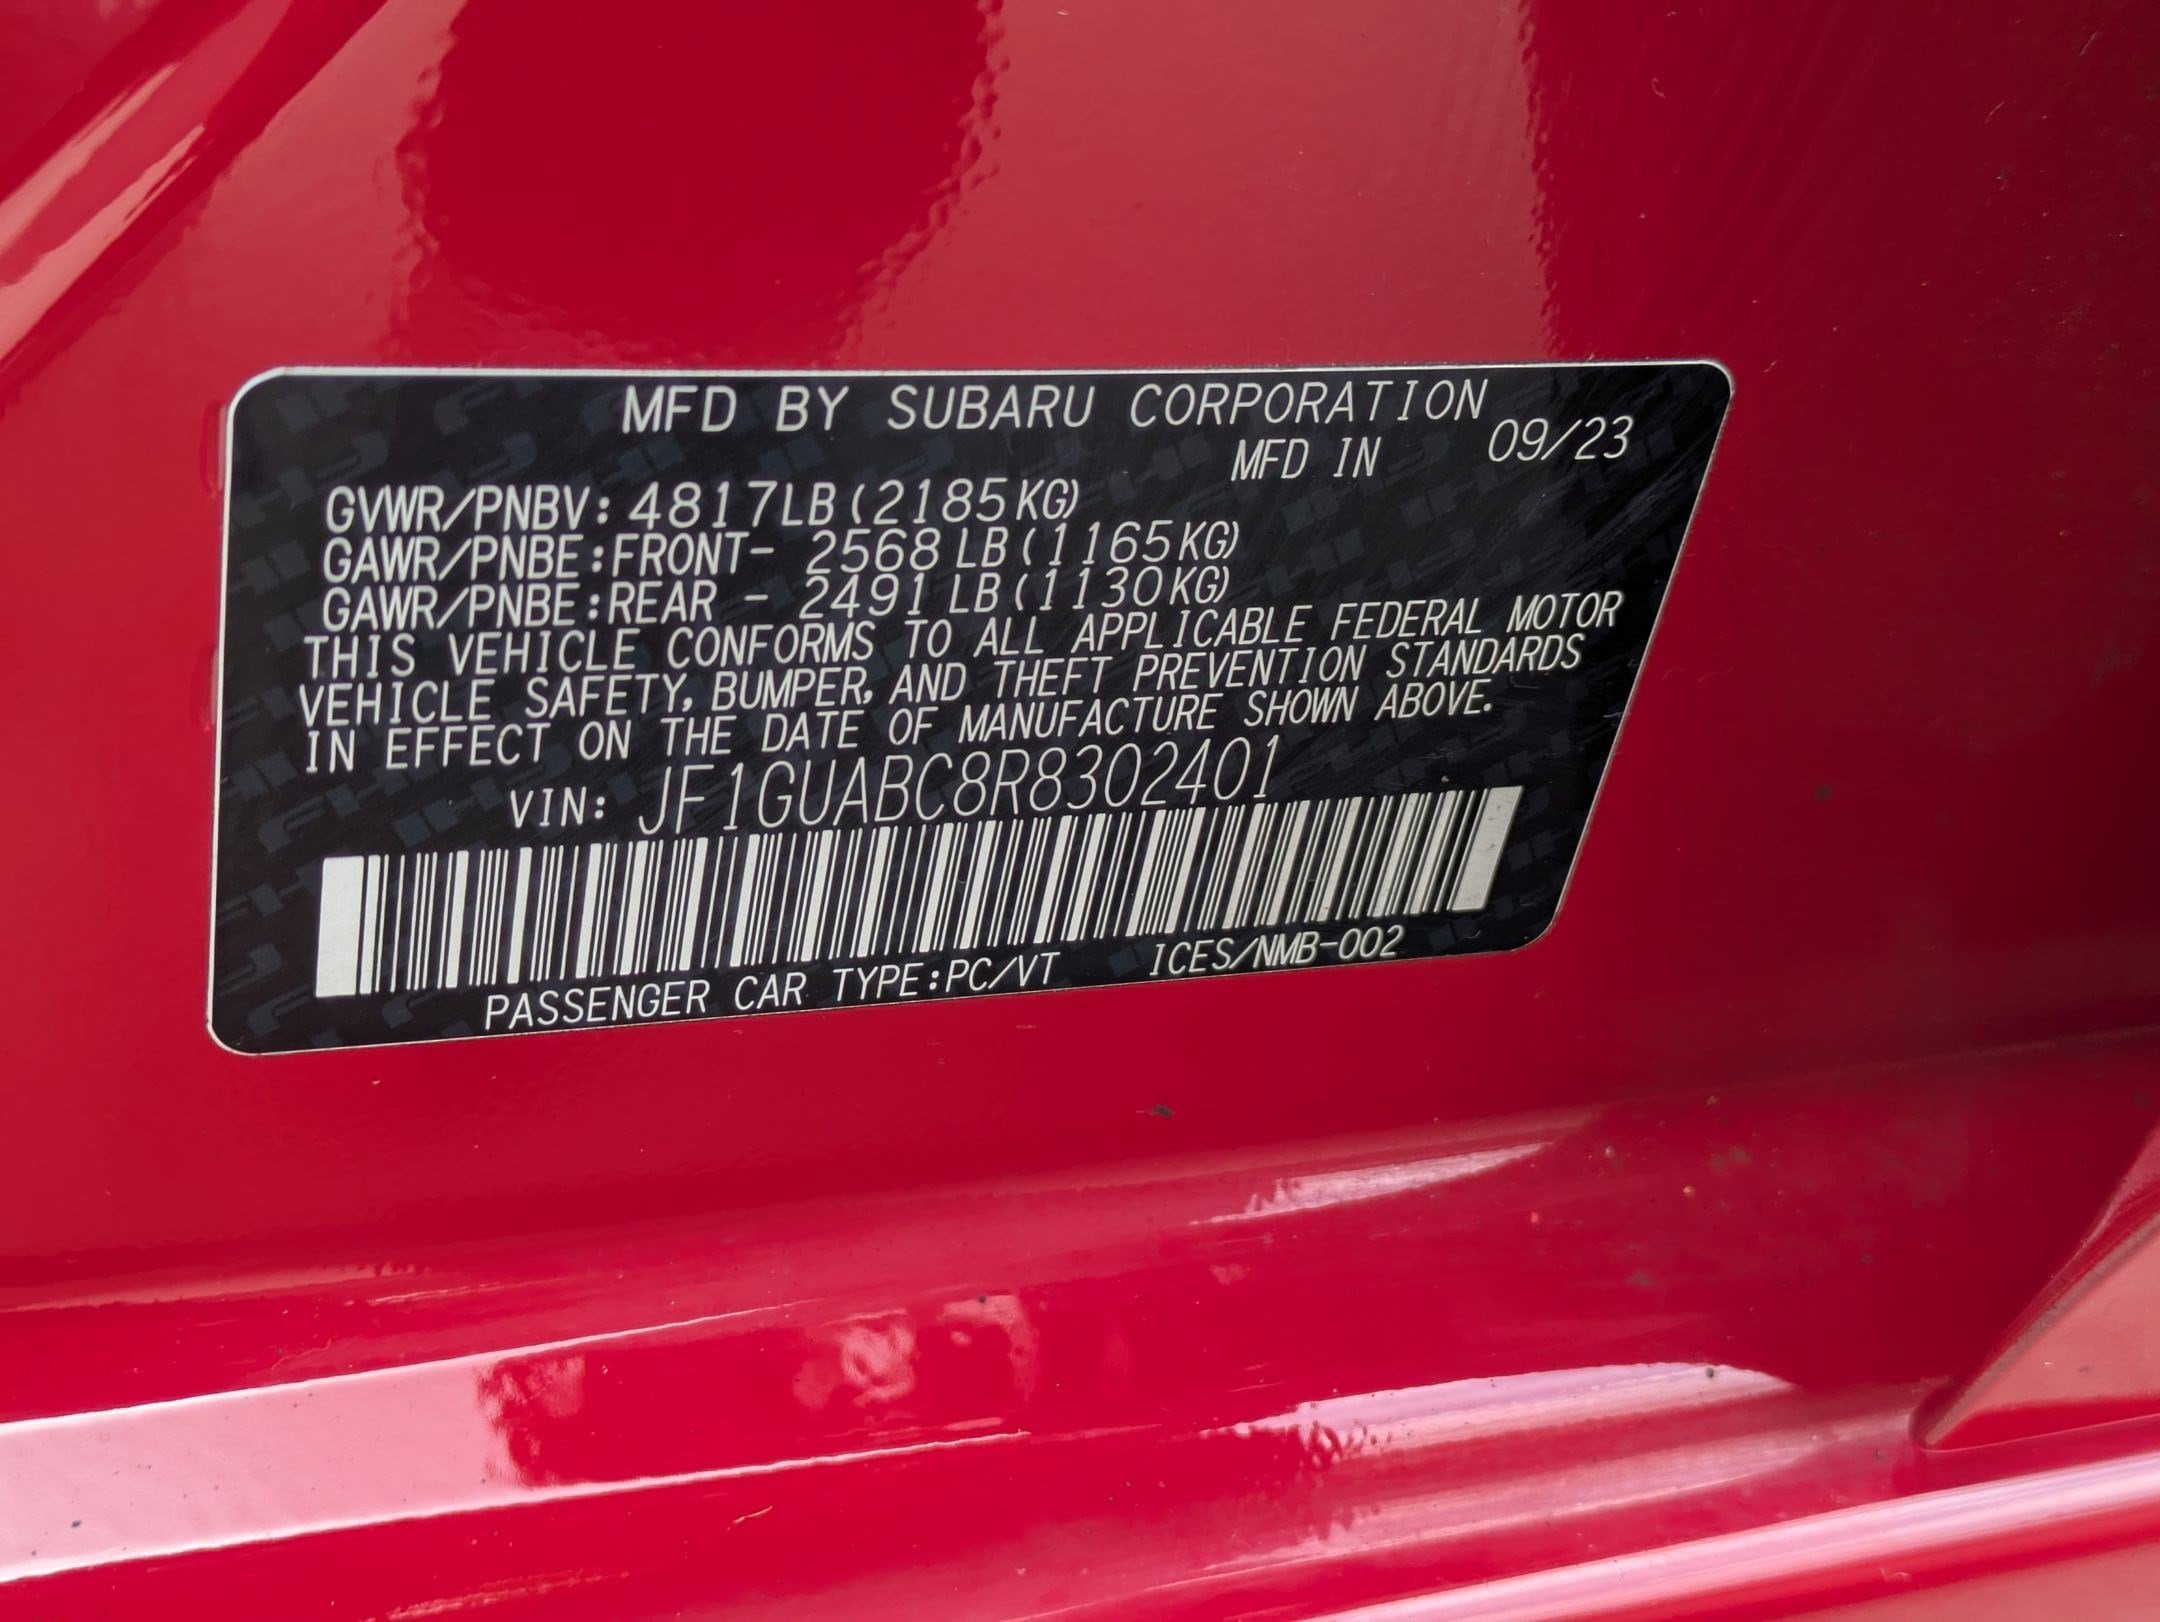 MFD BY SUBARU CORPORATION
MFD IN 09/23
GVWR/PNBV: 4817LB (2185KG)
GAWR/PNBE:FRONT- 2568 LB (1165KG)
GAWR/PNBE:REAR - 2491 LB (1130KG)
THIS VEHICLE CONFORMS TO ALL APPLICABLE FEDERAL MOTOR
VEHICLE SAFETY, BUMPER, AND THEFT PREVENTION STANDARDS
IN EFFECT ON THE DATE OF MANUFACTURE SHOWN ABOVE.
VIN: JF1GUABC8R8302401
PASSENGER CAR TYPE:PC/VT ICES/NMB-002